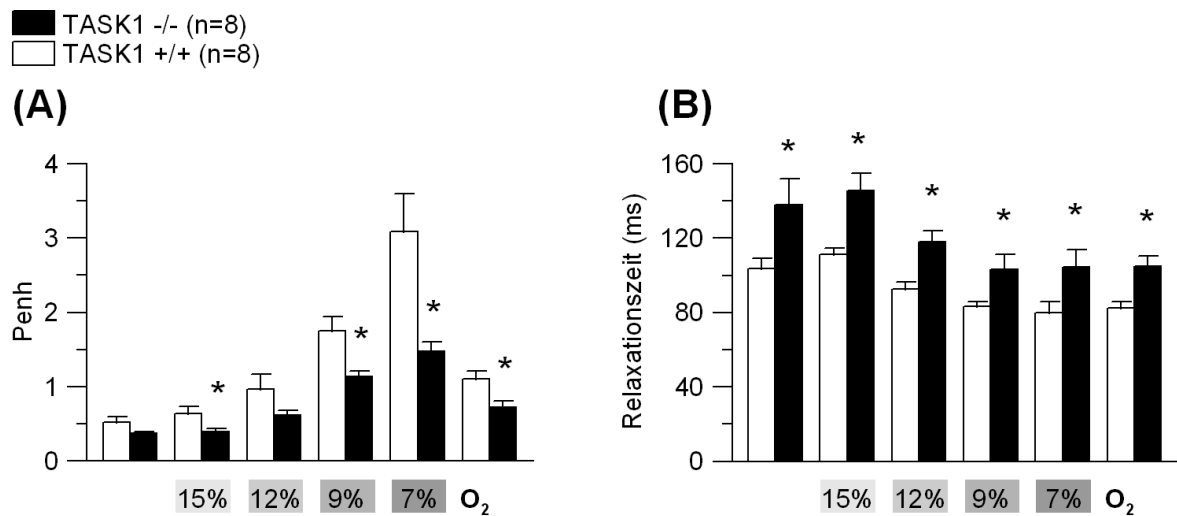 TASK1 -/- (n=8)
TASK1 +/+ (n=8)
(A)
Penh
4
3
2
1
0
*
*
*
*
15% 12% 9% 7% O₂
(B)
Relaxationszeit (ms)
160
120
80
40
0
* * * * * *
15% 12% 9% 7% O₂